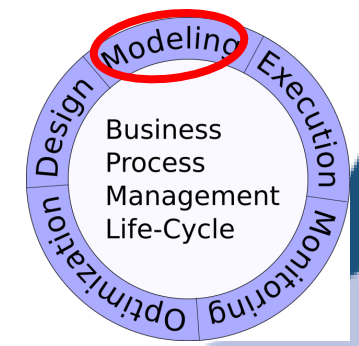 Modeling
Execution
Monitoring
Optimization
Design
Business
Process
Management
Life-Cycle